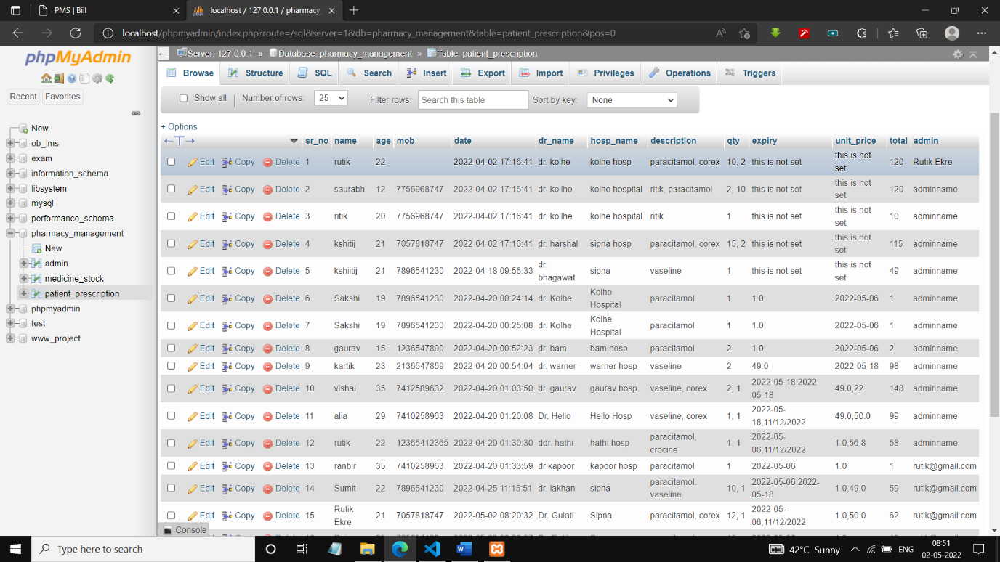 PMS | Bill
localhost / 127.0.0.1 / pharmacy_
localhost/phpmyadmin/index.php?route=/sql&server=1&db=pharmacy_management&table=patient_prescription&pos=0
phpMyAdmin
Recent Favorites
New
eb_lms
exam
information_schema
libsystem
mysql
performance_schema
pharmacy_management
New
admin
medicine_stock
patient_prescription
phpmyadmin
test
www_project
Server: 127.0.0.1 » Database: pharmacy_management » Table: patient_prescription
Browse Structure SQL Search Insert Export Import Privileges Operations Triggers
Show all Number of rows: 25 Filter rows: Search this table Sort by key: None
+ Options
←T→ sr_no name age mob date dr_name hosp_name description qty expiry unit_price total admin
Edit Copy Delete 1 rutik 22 2022-04-02 17:16:41 dr. kolhe kolhe hosp paracitamol, corex 10, 2 this is not set this is not set 120 Rutik Ekre
Edit Copy Delete 2 saurabh 12 7756968747 2022-04-02 17:16:41 dr. kollhe kolhe hospital ritik, paracitamol 2, 10 this is not set this is not set 120 adminname
Edit Copy Delete 3 ritik 20 7756968747 2022-04-02 17:16:41 dr. kollhe kolhe hospital ritik 1 this is not set this is not set 10 adminname
Edit Copy Delete 4 kshitij 21 7057818747 2022-04-02 17:16:41 dr. harshal sipna hosp paracitamol, corex 15, 2 this is not set this is not set 115 adminname
Edit Copy Delete 5 kshiitij 21 7896541230 2022-04-18 09:56:33 dr. bhagawat sipna vaseline 1 this is not set this is not set 49 adminname
Edit Copy Delete 6 Sakshi 19 7896541230 2022-04-20 00:24:14 dr. Kolhe Kolhe Hospital paracitamol 1 1.0 2022-05-06 1 adminname
Edit Copy Delete 7 Sakshi 19 7896541230 2022-04-20 00:25:08 dr. Kolhe Kolhe Hospital paracitamol 1 1.0 2022-05-06 1 adminname
Edit Copy Delete 8 gaurav 15 1236547890 2022-04-20 00:52:23 dr. bam bam hosp paracitamol 2 1.0 2022-05-06 2 adminname
Edit Copy Delete 9 kartik 23 2136547859 2022-04-20 00:54:04 dr. warner warner hosp vaseline 2 49.0 2022-05-18 98 adminname
Edit Copy Delete 10 vishal 35 7412589632 2022-04-20 01:03:50 dr. gaurav gaurav hosp vaseline, corex 2, 1 2022-05-18,2022-05-18 49.0,22 148 adminname
Edit Copy Delete 11 alia 29 7410258963 2022-04-20 01:20:08 Dr. Hello Hello Hosp vaseline, corex 1, 1 2022-05-18,11/12/2022 49.0,50.0 99 adminname
Edit Copy Delete 12 rutik 22 12365412365 2022-04-20 01:30:30 ddr. hathi hathi hosp paracitamol, crocine 1, 1 2022-05-06,11/12/2022 1.0,56.8 58 adminname
Edit Copy Delete 13 ranbir 35 7410258963 2022-04-20 01:33:59 dr kapoor kapoor hosp paracitamol 1 2022-05-06 1.0 1 rutik@gmail.com
Edit Copy Delete 14 Sumit 22 7896541230 2022-04-25 11:15:51 dr. lakhan sipna paracitamol, vaseline 10, 1 2022-05-06,2022-05-18 1.0,49.0 59 rutik@gmail.com
Edit Copy Delete 15 Rutik Ekre 21 7057818747 2022-05-02 08:20:32 Dr. Gulati Sipna paracitamol, corex 12, 1 2022-05-06,11/12/2022 1.0,50.0 62 rutik@gmail.com
Console
Type here to search
42°C Sunny ENG 08:51
02-05-2022